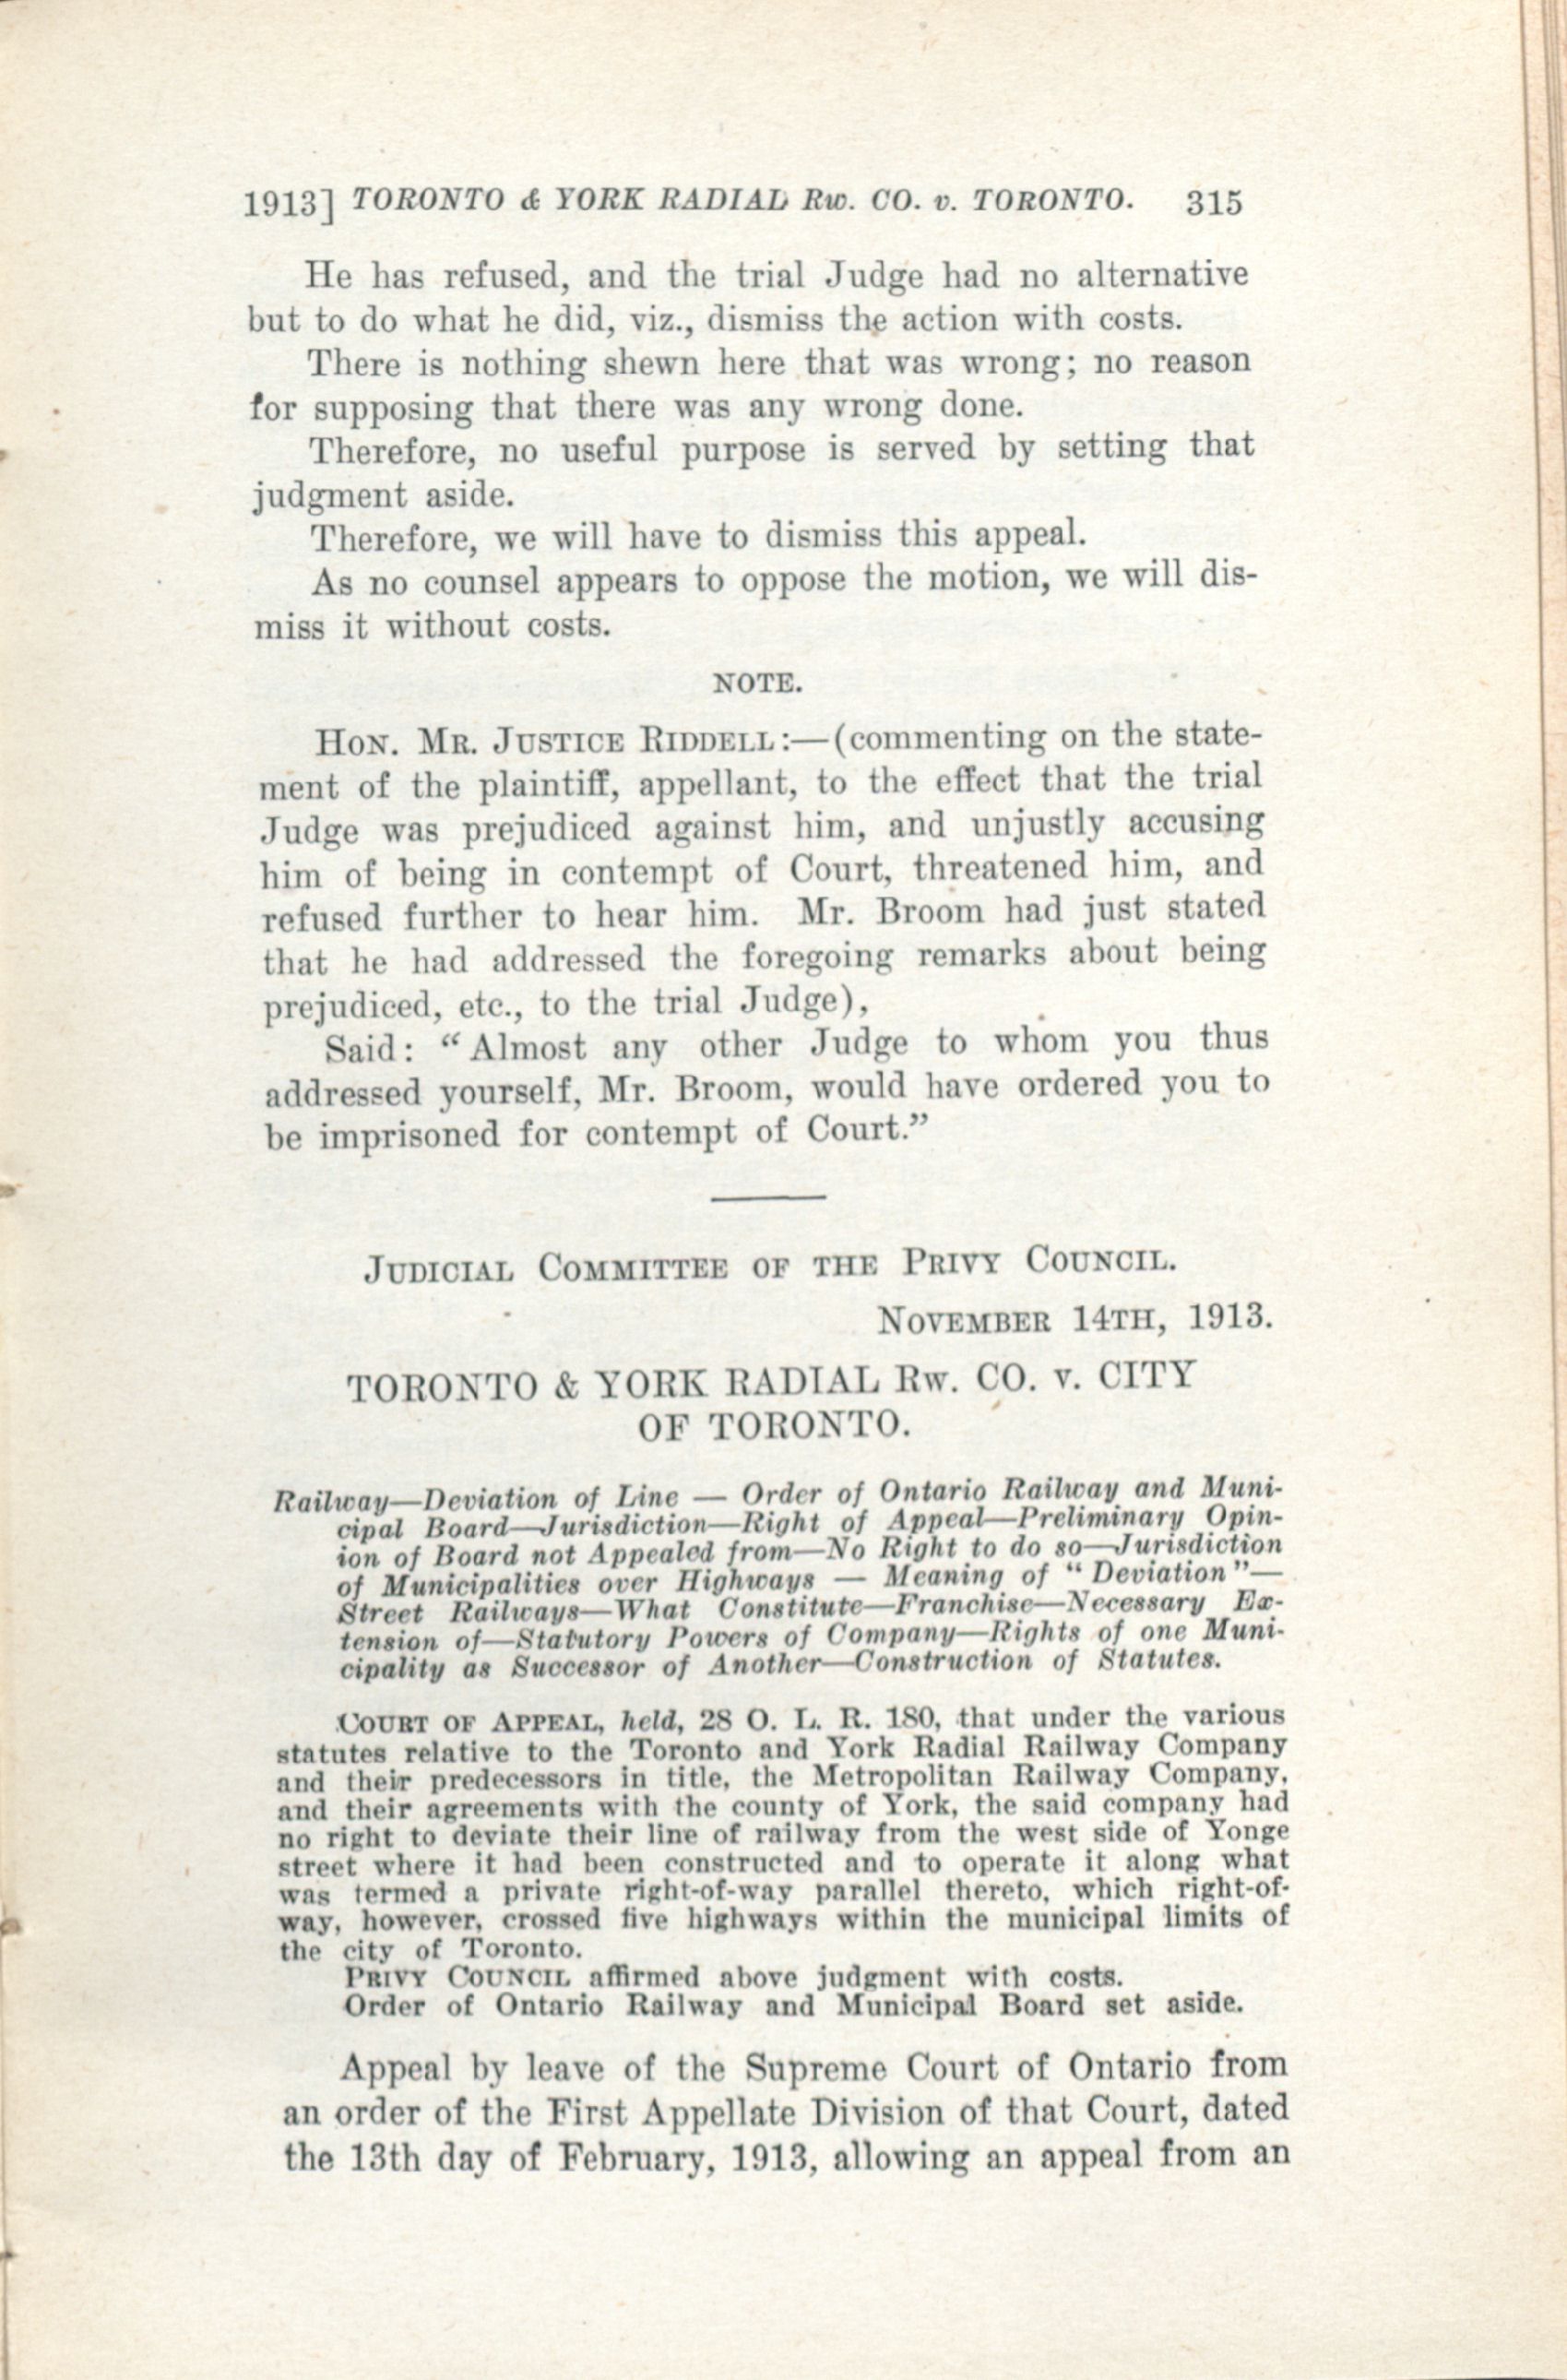 1913] TORONTO & YORK RADIAL Rw. CO. v. TORONTO. 315
He has refused, and the trial Judge had no alternative
but to do what he did, viz., dismiss the action with costs.
There is nothing shewn here that was wrong; no reason
for supposing that there was any wrong done.
Therefore, no useful purpose is served by setting that
judgment aside.
Therefore, we will have to dismiss this appeal.
As no counsel appears to oppose the motion, we will dis-
miss it without costs.
NOTE.
HON. MR. JUSTICE RIDDELL:—(commenting on the state-
ment of the plaintiff, appellant, to the effect that the trial
Judge was prejudiced against him, and unjustly accusing
him of being in contempt of Court, threatened him, and
refused further to hear him. Mr. Broom had just stated
that he had addressed the foregoing remarks about being
prejudiced, etc., to the trial Judge),
Said: “Almost any other Judge to whom you thus
addressed yourself, Mr. Broom, would have ordered you to
be imprisoned for contempt of Court.”
JUDICIAL COMMITTEE OF THE PRIVY COUNCIL.
NOVEMBER 14TH, 1913.
TORONTO & YORK RADIAL Rw. CO. v. CITY
OF TORONTO.
Railway—Deviation of Line — Order of Ontario Railway and Muni-
cipal Board—Jurisdiction—Right of Appeal—Preliminary Opin-
ion of Board not Appealed from—No Right to do so—Jurisdiction
of Municipalities over Highways — Meaning of “Deviation”—
Street Railways—What Constitute—Franchise—Necessary Ex-
tension of—Statutory Powers of Company—Rights of one Muni-
cipality as Successor of Another—Construction of Statutes.
COURT OF APPEAL, held, 28 O. L. R. 180, that under the various
statutes relative to the Toronto and York Radial Railway Company
and their predecessors in title, the Metropolitan Railway Company,
and their agreements with the county of York, the said company had
no right to deviate their line of railway from the west side of Yonge
street where it had been constructed and to operate it along what
was termed a private right-of-way parallel thereto, which right-of-
way, however, crossed five highways within the municipal limits of
the city of Toronto.
PRIVY COUNCIL affirmed above judgment with costs.
Order of Ontario Railway and Municipal Board set aside.
Appeal by leave of the Supreme Court of Ontario from
an order of the First Appellate Division of that Court, dated
the 13th day of February, 1913, allowing an appeal from an